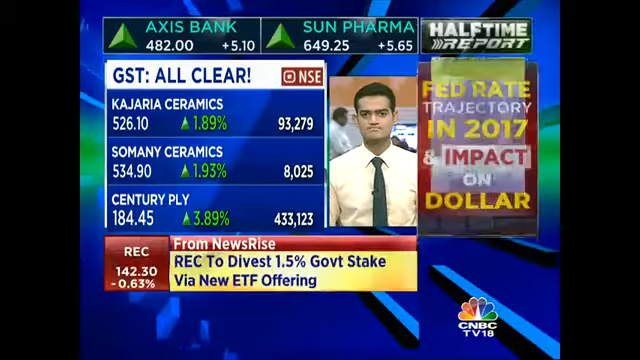 AXIS BANK
482.00 +5.10
SUN PHARMA
649.25 +5.65
HALFTIME
REPORT
GST: ALL CLEAR!
NSE
KAJARIA CERAMICS
526.10 1.89% 93,279
SOMANY CERAMICS
534.90 1.93% 8,025
CENTURY PLY
184.45 3.89% 433,123
FED RATE
TRAJECTORY
IN 2017
& IMPACT
ON
DOLLAR
REC
142.30
-0.63%
From NewsRise
REC To Divest 1.5% Govt Stake
Via New ETF Offering
CNBC
TV18